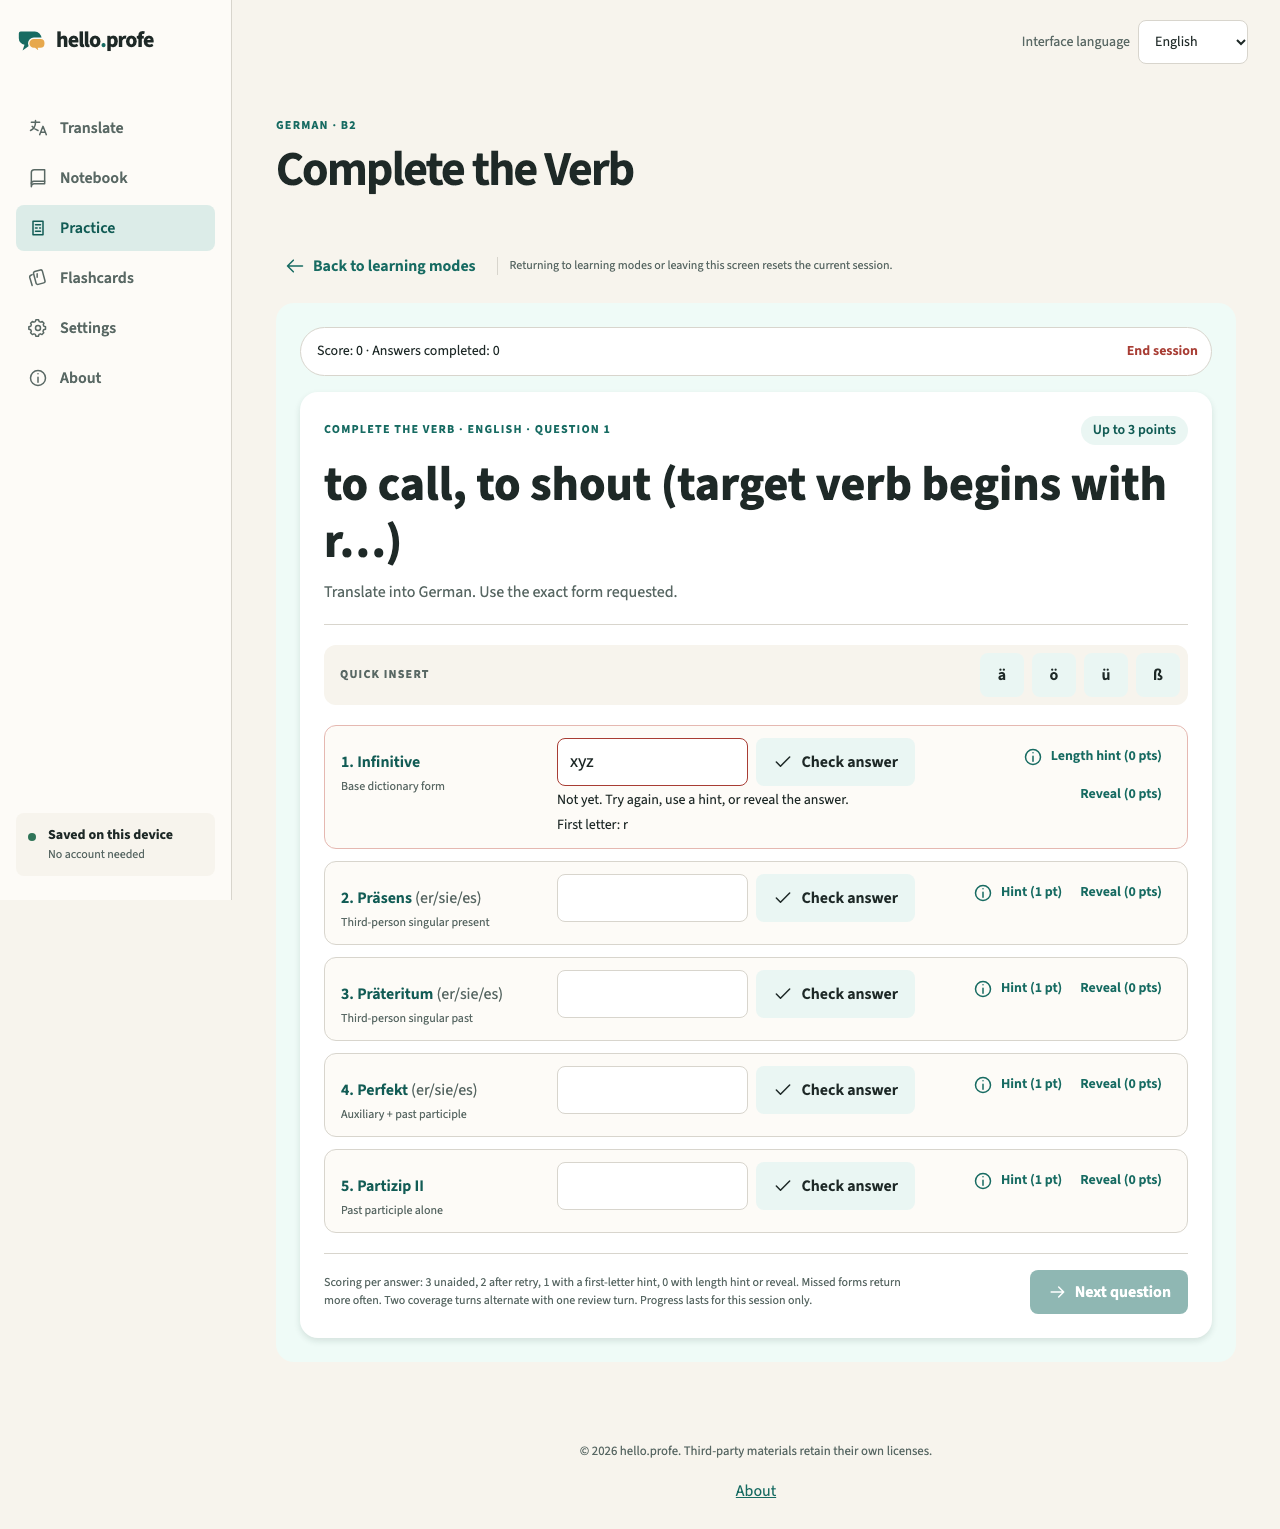 hello.profe
Interface language
English
Translate
Notebook
Practice
Flashcards
Settings
About
Saved on this device
No account needed
GERMAN · B2
Complete the Verb
Back to learning modes
Returning to learning modes or leaving this screen resets the current session.
Score: 0 · Answers completed: 0
End session
COMPLETE THE VERB · ENGLISH · QUESTION 1
Up to 3 points
to call, to shout (target verb begins with
r…)
Translate into German. Use the exact form requested.
QUICK INSERT
ä ö ü ß
1. Infinitive
Base dictionary form
xyz
Check answer
Not yet. Try again, use a hint, or reveal the answer.
First letter: r
Length hint (0 pts)
Reveal (0 pts)
2. Präsens (er/sie/es)
Third-person singular present
Check answer
Hint (1 pt)
Reveal (0 pts)
3. Präteritum (er/sie/es)
Third-person singular past
Check answer
Hint (1 pt)
Reveal (0 pts)
4. Perfekt (er/sie/es)
Auxiliary + past participle
Check answer
Hint (1 pt)
Reveal (0 pts)
5. Partizip II
Past participle alone
Check answer
Hint (1 pt)
Reveal (0 pts)
Scoring per answer: 3 unaided, 2 after retry, 1 with a first-letter hint, 0 with length hint or reveal. Missed forms return
more often. Two coverage turns alternate with one review turn. Progress lasts for this session only.
Next question
© 2026 hello.profe. Third-party materials retain their own licenses.
About